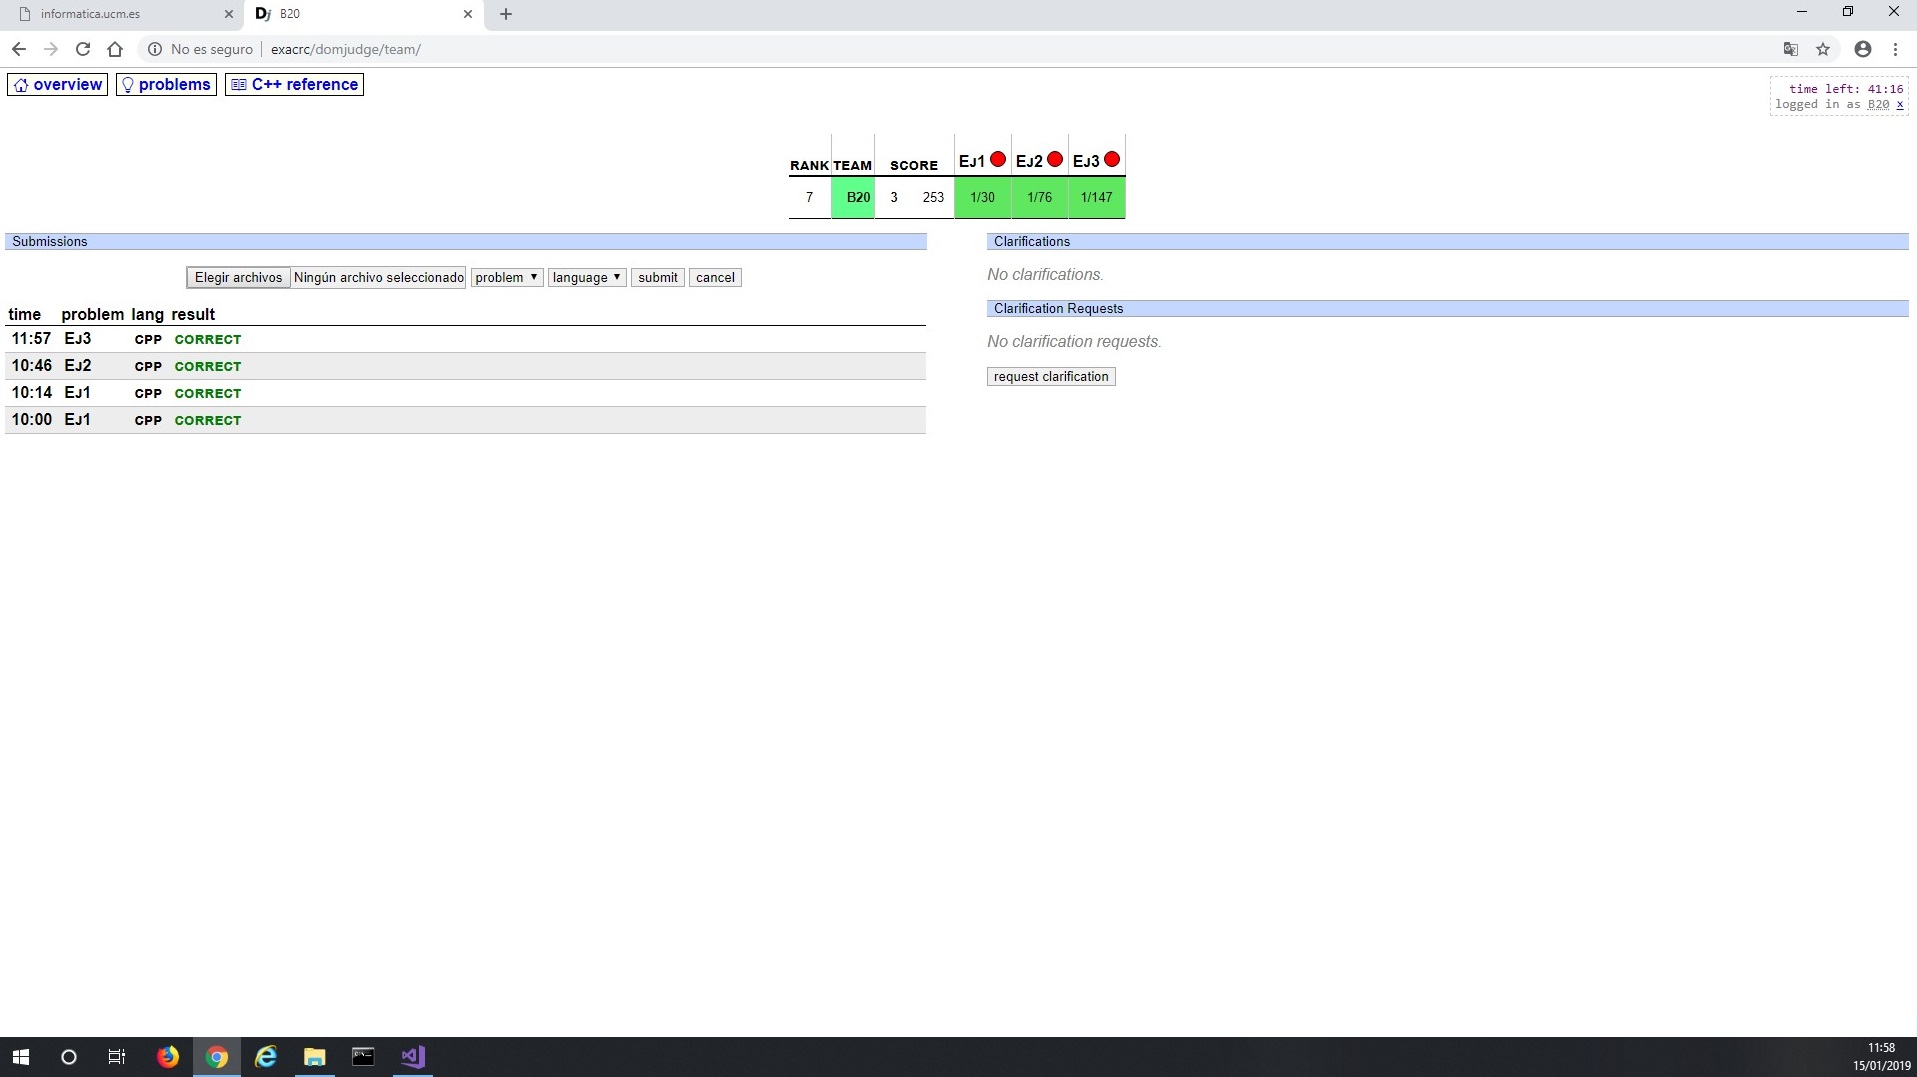 informatica.ucm.es
Dj B20
No es seguro exacrc/domjudge/team/
overview problems C++ reference
time left: 41:16
logged in as B20 x
RANK TEAM SCORE EJ1 EJ2 EJ3
7 B20 3 253 1/30 1/76 1/147
Submissions
Elegir archivos Ningún archivo seleccionado problem language submit cancel
time problem lang result
11:57 EJ3 CPP CORRECT
10:46 EJ2 CPP CORRECT
10:14 EJ1 CPP CORRECT
10:00 EJ1 CPP CORRECT
Clarifications
No clarifications.
Clarification Requests
No clarification requests.
request clarification
11:58
15/01/2019